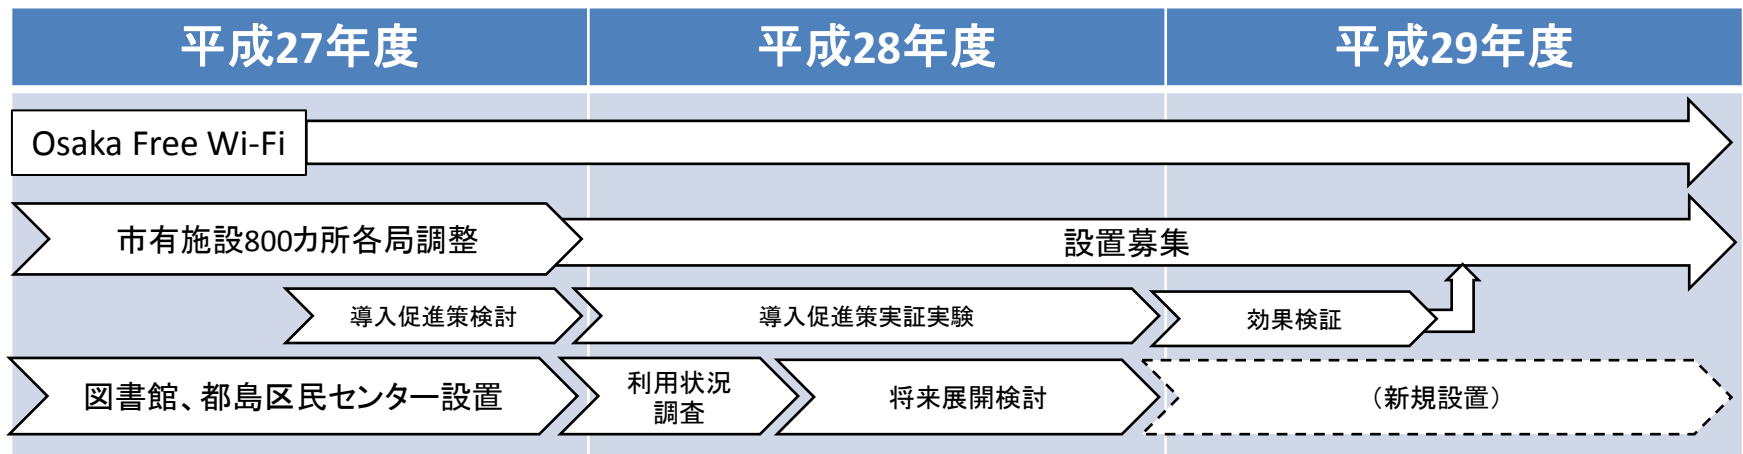 平成27年度
平成28年度
平成29年度
Osaka Free Wi-Fi
市有施設800カ所各局調整
設置募集
導入促進策検討
導入促進策実証実験
効果検証
図書館、都島区民センター設置
利用状況
調査
将来展開検討
（新規設置）